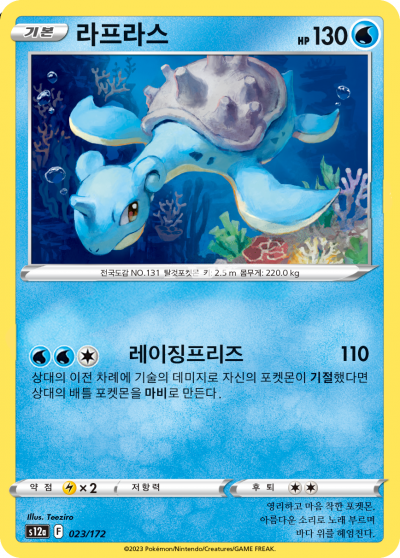 기본 라프라스 HP 130
전국도감 NO.131 탈것포켓몬 키: 2.5 m 몸무게: 220.0 kg
레이징프리즈 110
상대의 이전 차례에 기술의 데미지로 자신의 포켓몬이 기절했다면
상대의 배틀 포켓몬을 마비로 만든다.
약점 ×2 저항력 후퇴
Illus. Teeziro
s12a F 023/172
영리하고 마음 착한 포켓몬.
아름다운 소리로 노래 부르며
바다 위를 헤엄친다.
©2023 Pokémon/Nintendo/Creatures/GAME FREAK.